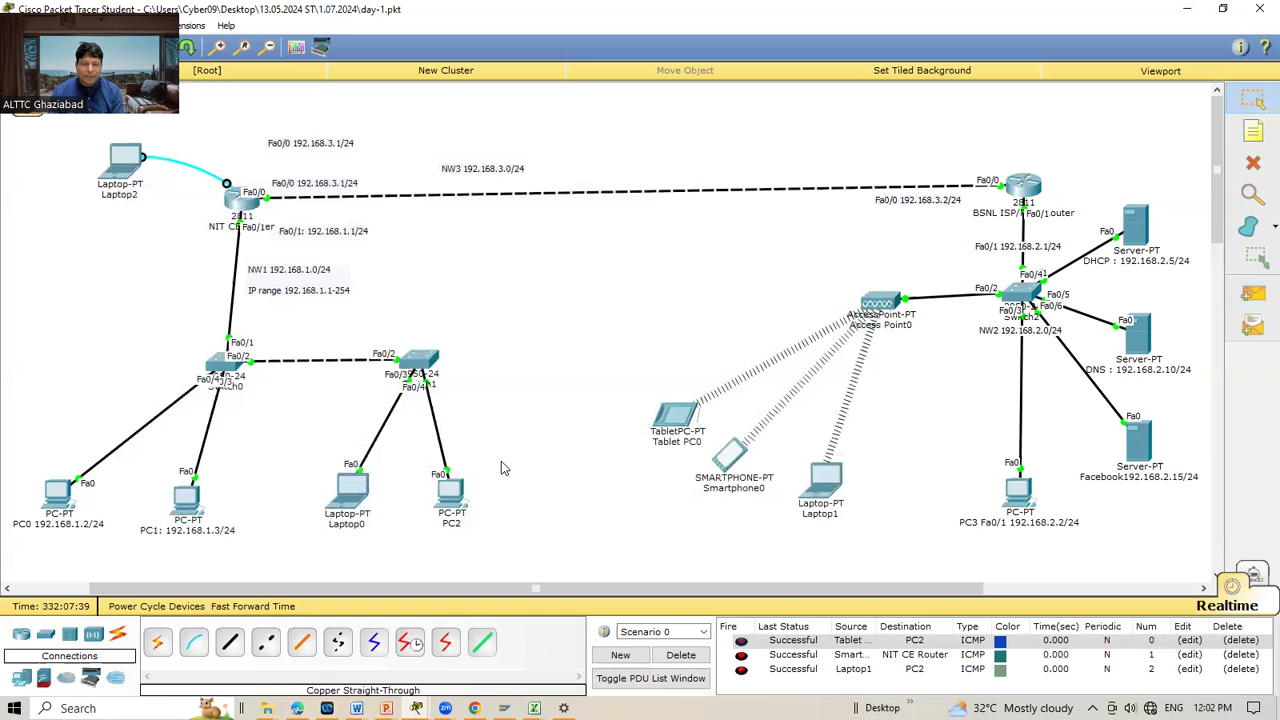 Cisco Packet Tracer Student - C:\Users\Cyber09\Desktop\13.05.2024 ST\1.07.2024\day-1.pkt
Help
[Root]
New Cluster
Move Object
Set Tiled Background
Viewport
ALTTC Ghaziabad
Laptop-PT
Laptop2
Fa0/0 192.168.3.1/24
Fa0/0 192.168.3.1/24
Fa0/0
2811
Fa0/1: 192.168.1.1/24
NW3 192.168.3.0/24
Fa0/0
Fa0/0 192.168.3.2/24
2811
BSNL ISP/
Fa0/1 192.168.2.1/24
Server-PT
DHCP : 192.168.2.5/24
Fa0
NW1 192.168.1.0/24
IP range 192.168.1.1-254
Fa0/1
Fa0/2
Fa0/2
AccessPoint-PT
Access Point0
Fa0/2
Fa0/5
Fa0/6
NW2 192.168.2.0/24
Fa0
Server-PT
DNS : 192.168.2.10/24
TabletPC-PT
Tablet PC0
SMARTPHONE-PT
Smartphone0
Laptop-PT
Laptop1
Fa0
Server-PT
Facebook192.168.2.15/24
Fa0
PC-PT
PC0 192.168.1.2/24
Fa0
PC-PT
PC1: 192.168.1.3/24
Fa0
Laptop-PT
Laptop0
Fa0
PC-PT
PC2
Fa0
PC-PT
PC3 Fa0/1 192.168.2.2/24
Time: 332:07:39
Power Cycle Devices Fast Forward Time
Realtime
Connections
Copper Straight-Through
Scenario 0
New
Delete
Toggle PDU List Window
Fire Last Status Source Destination Type Color Time(sec) Periodic Num Edit Delete
Successful Tablet ... PC2 ICMP 0.000 N 0 (edit) (delete)
Successful Smart... NIT CE Router ICMP 0.000 N 1 (edit) (delete)
Successful Laptop1 PC2 ICMP 0.000 N 2 (edit) (delete)
Search
Desktop
32°C Mostly cloudy
12:02 PM